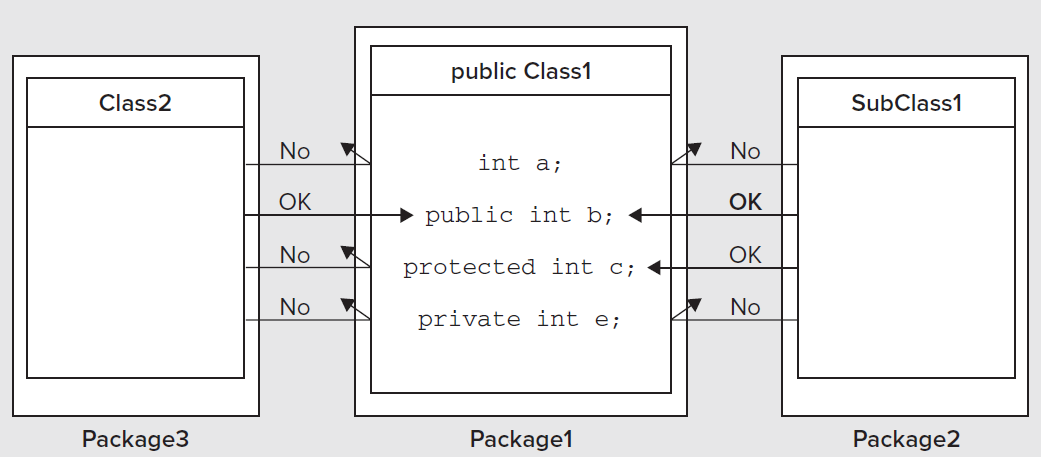 public Class1
Class2
SubClass1
No
int a;
No
OK
public int b;
OK
No
protected int c;
OK
No
private int e;
No
Package3
Package1
Package2